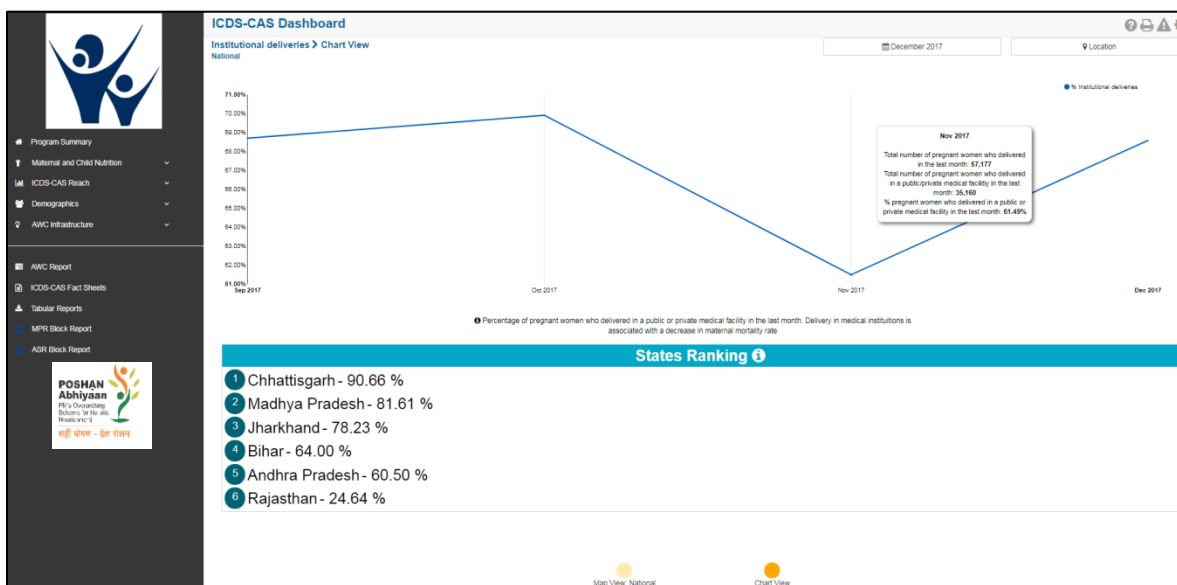 ICDS-CAS Dashboard
Institutional deliveries > Chart View
National
December 2017
Location
Program Summary
Maternal and Child Nutrition
ICDS-CAS Reach
Demographics
AWC Infrastructure
AWC Report
ICDS-CAS Fact Sheets
Tabular Reports
MPR Block Report
ASR Block Report
POSHAN
Abhiyaan
PM's Overarching
Nourishment
सही पोषण - देश रोशन
% Institutional deliveries
71.00%
70.00%
69.00%
68.00%
67.00%
66.00%
65.00%
64.00%
63.00%
62.00%
61.00%
Sep 2017
Oct 2017
Nov 2017
Dec 2017
Nov 2017
Total number of pregnant women who delivered
in the last month: 57,177
Total number of pregnant women who delivered
in a public/private medical facility in the last
month: 35,160
% pregnant women who delivered in a public or
private medical facility in the last month: 61.49%
Percentage of pregnant women who delivered in a public or private medical facility in the last month. Delivery in medical instituitions is
associated with a decrease in maternal mortality rate
States Ranking
1 Chhattisgarh - 90.66 %
2 Madhya Pradesh - 81.61 %
3 Jharkhand - 78.23 %
4 Bihar - 64.00 %
5 Andhra Pradesh - 60.50 %
6 Rajasthan - 24.64 %
Map View: National
Chart View